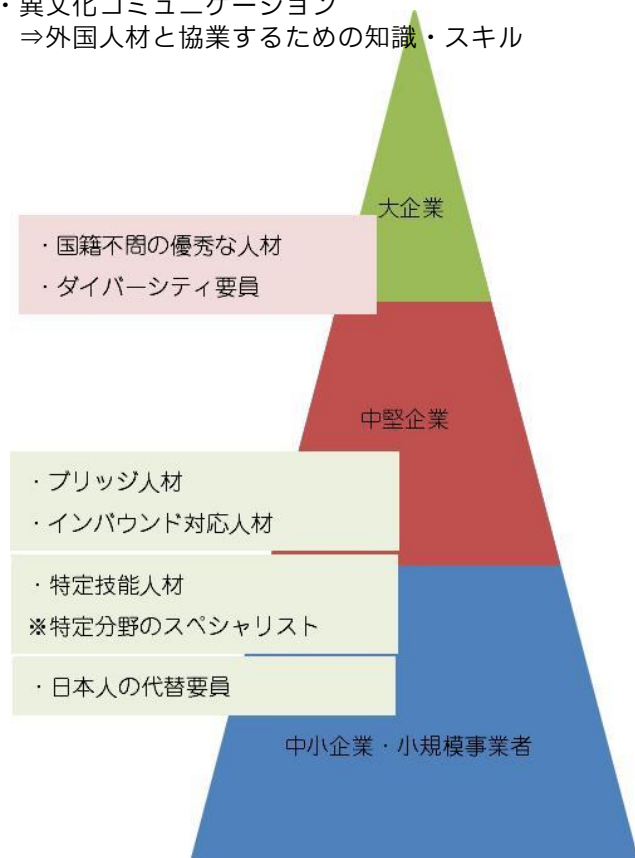 ・異文化コミュニケーション
⇒外国人材と協業するための知識・スキル
大企業
・国籍不問の優秀な人材
・ダイバーシティ要員
中堅企業
・ブリッジ人材
・インバウンド対応人材
・特定技能人材
※特定分野のスペシャリスト
・日本人の代替要員
中小企業・小規模事業者